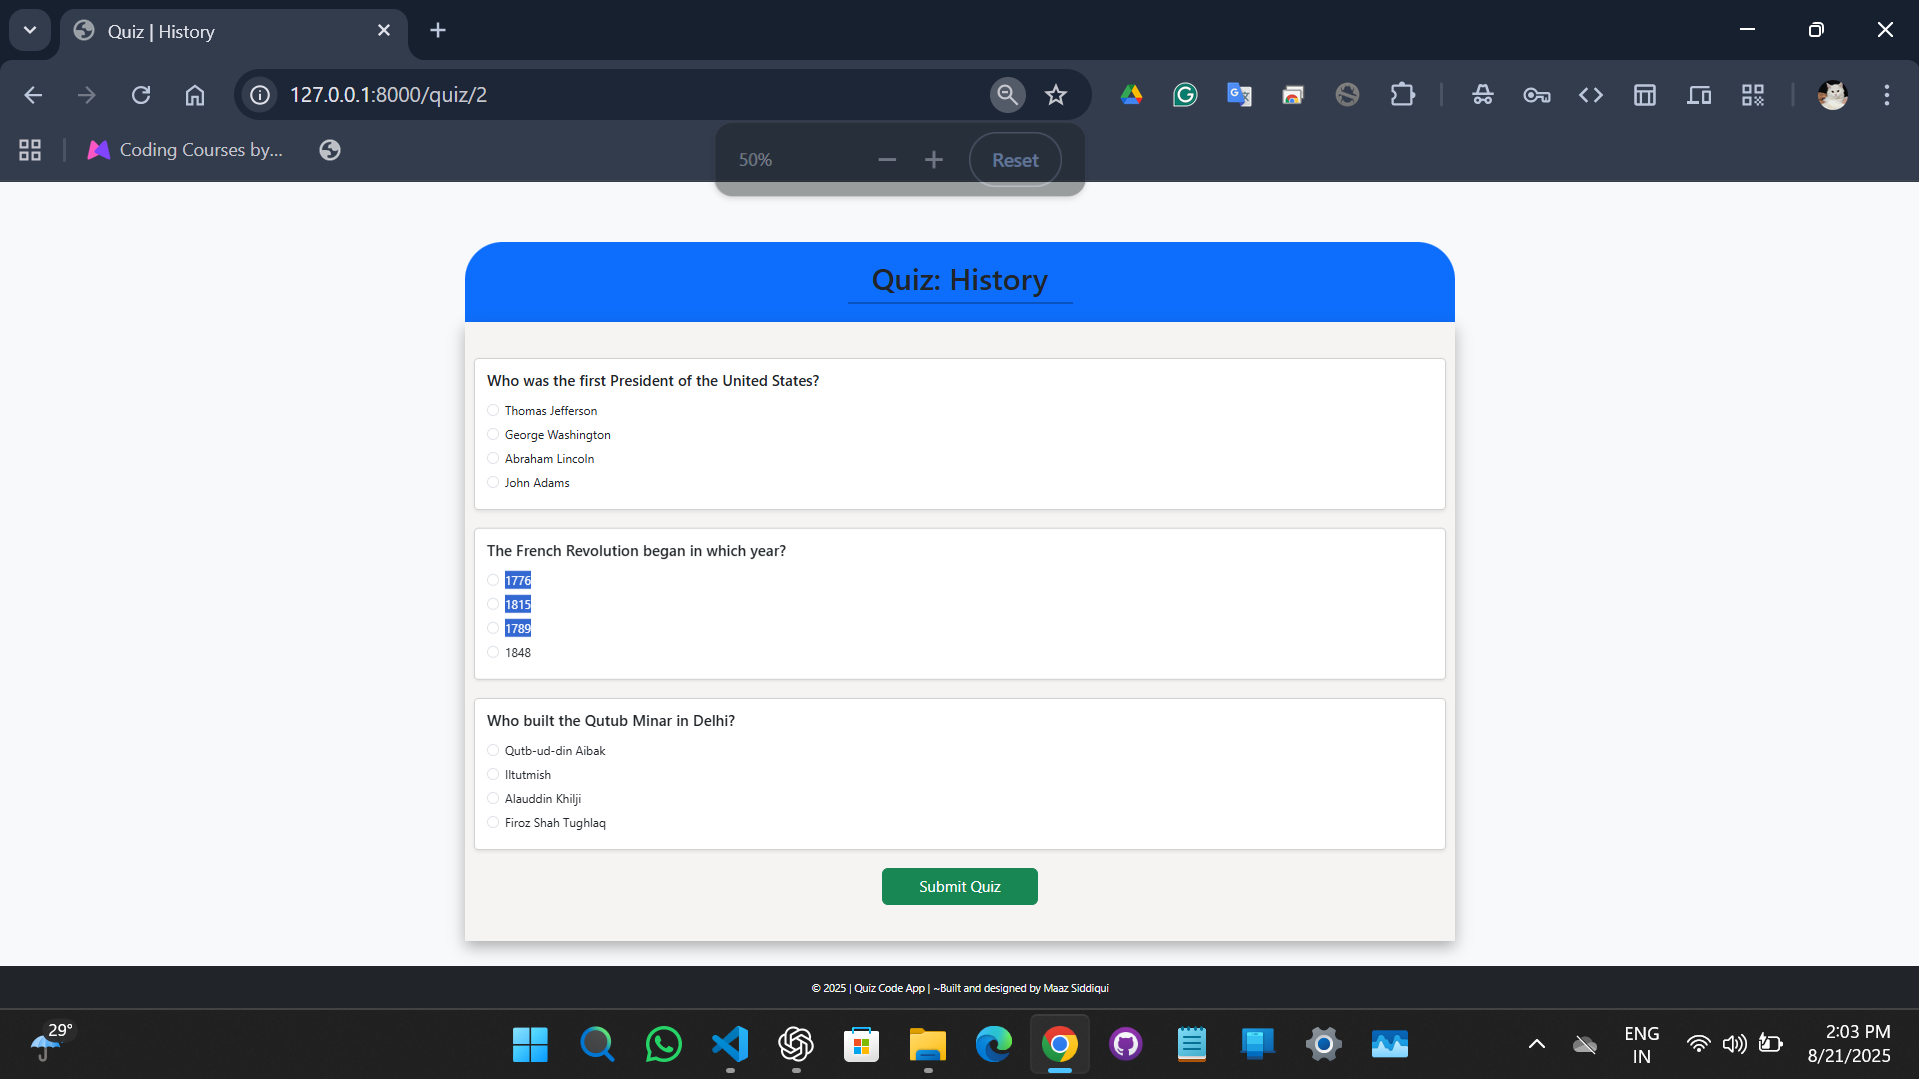 Quiz | History
127.0.0.1:8000/quiz/2
Coding Courses by...
50%
Reset
Quiz: History
Who was the first President of the United States?
Thomas Jefferson
George Washington
Abraham Lincoln
John Adams
The French Revolution began in which year?
1776
1815
1789
1848
Who built the Qutub Minar in Delhi?
Qutb-ud-din Aibak
Iltutmish
Alauddin Khilji
Firoz Shah Tughlaq
Submit Quiz
© 2025 | Quiz Code App | ~Built and designed by Maaz Siddiqui
29°
ENG
IN
2:03 PM
8/21/2025